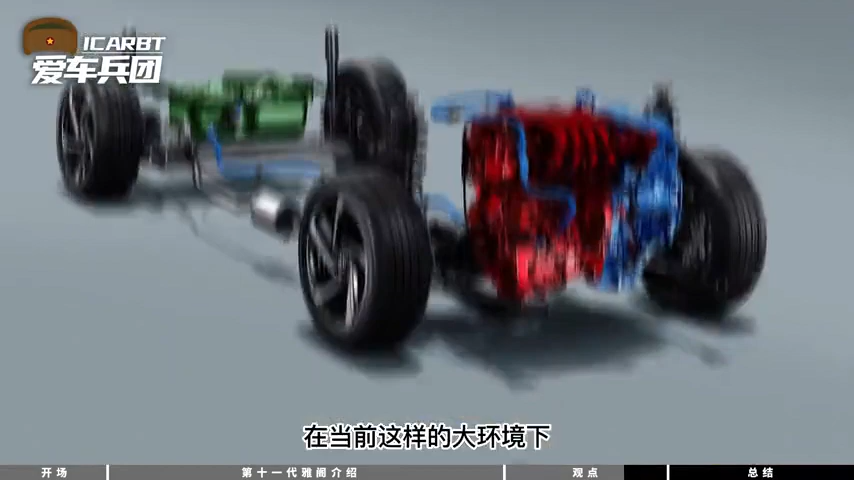 ICARBT
爱车兵团
在当前这样的大环境下
开场
第十一代雅阁介绍
观点
总结